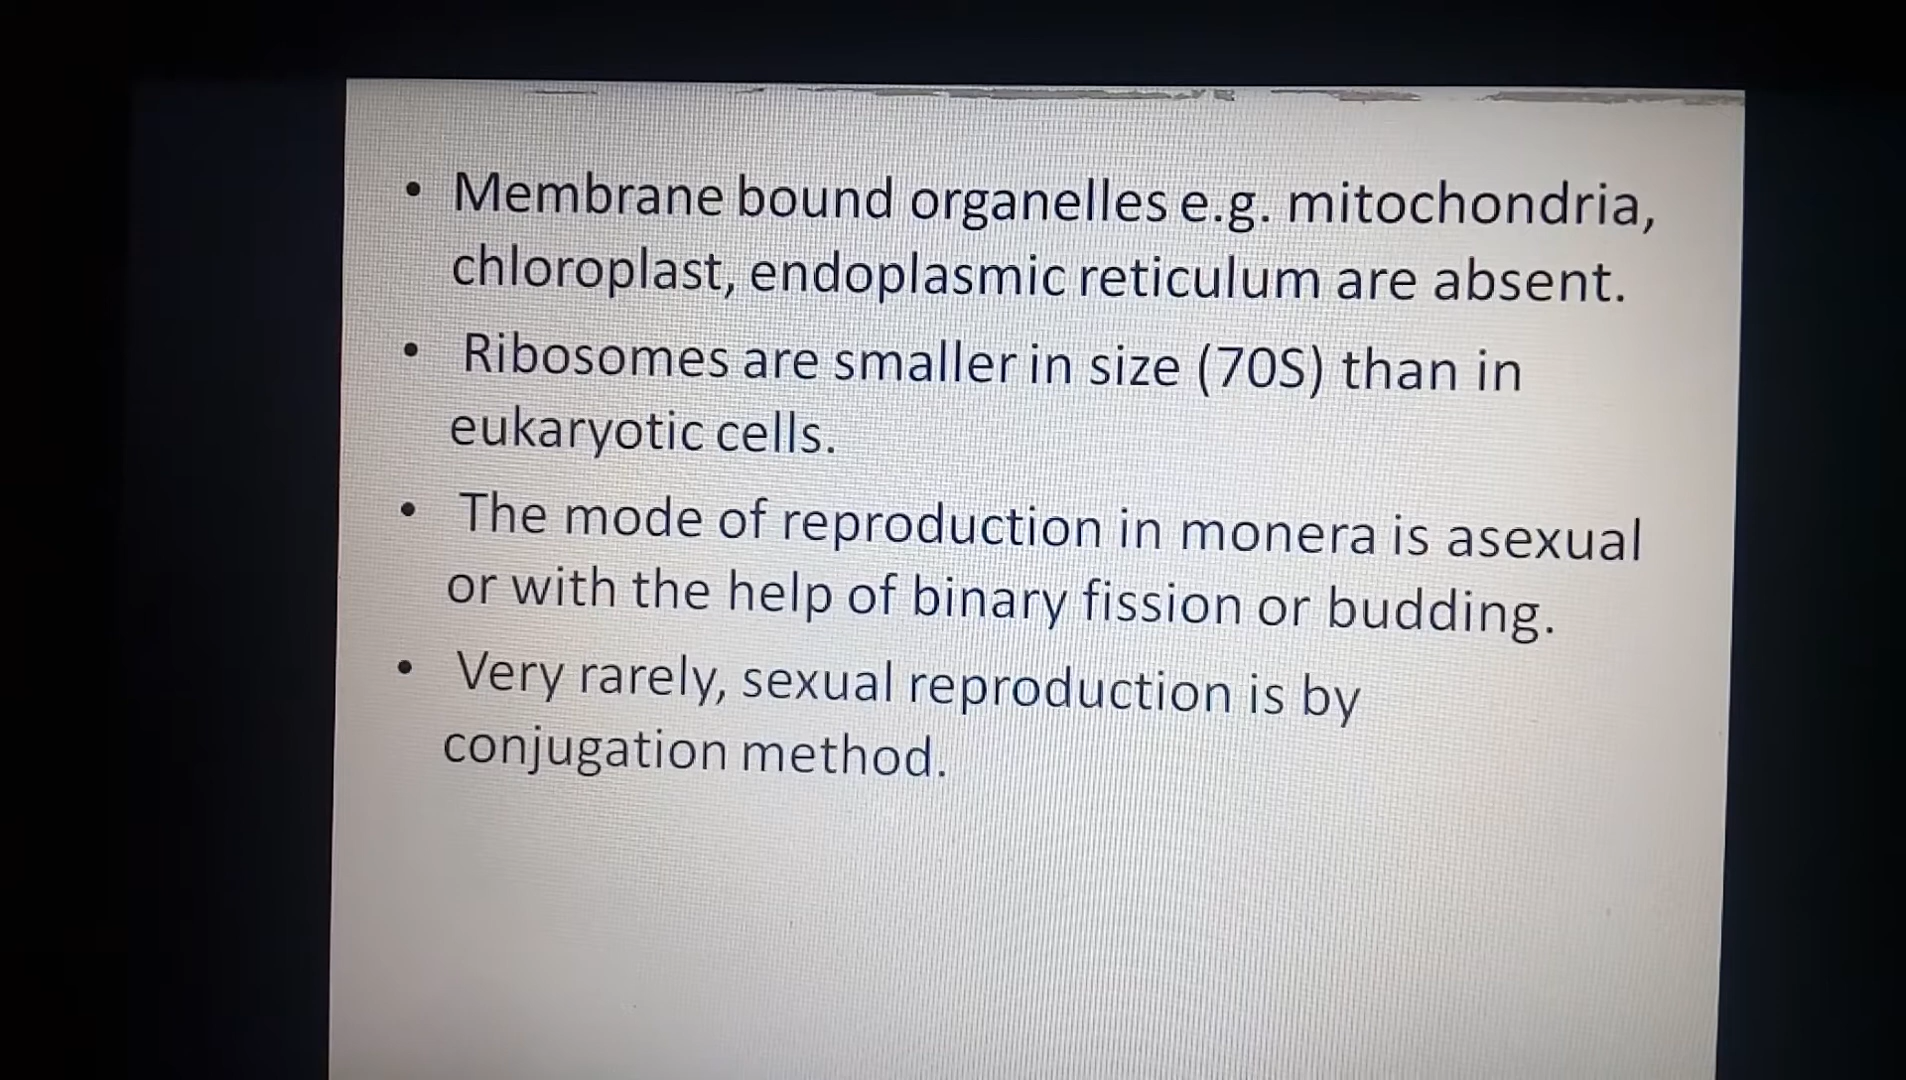 • Membrane bound organelles e.g. mitochondria,
chloroplast, endoplasmic reticulum are absent.
• Ribosomes are smaller in size (70S) than in
eukaryotic cells.
• The mode of reproduction in monera is asexual
or with the help of binary fission or budding.
• Very rarely, sexual reproduction is by
conjugation method.